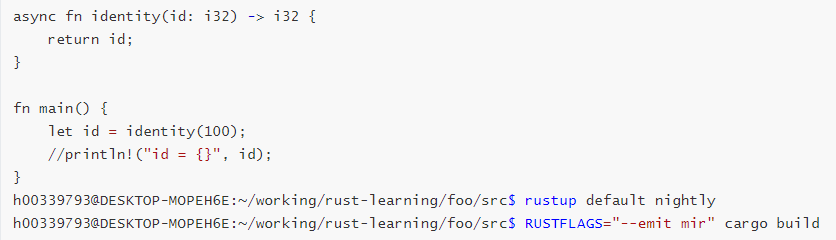 async fn identity(id: i32) -> i32 {
    return id;
}
fn main() {
    let id = identity(100);
    //println!("id = {}", id);
}
h00339793@DESKTOP-MOPEH6E:~/working/rust-learning/foo/src$ rustup default nightly
h00339793@DESKTOP-MOPEH6E:~/working/rust-learning/foo/src$ RUSTFLAGS="--emit mir" cargo build